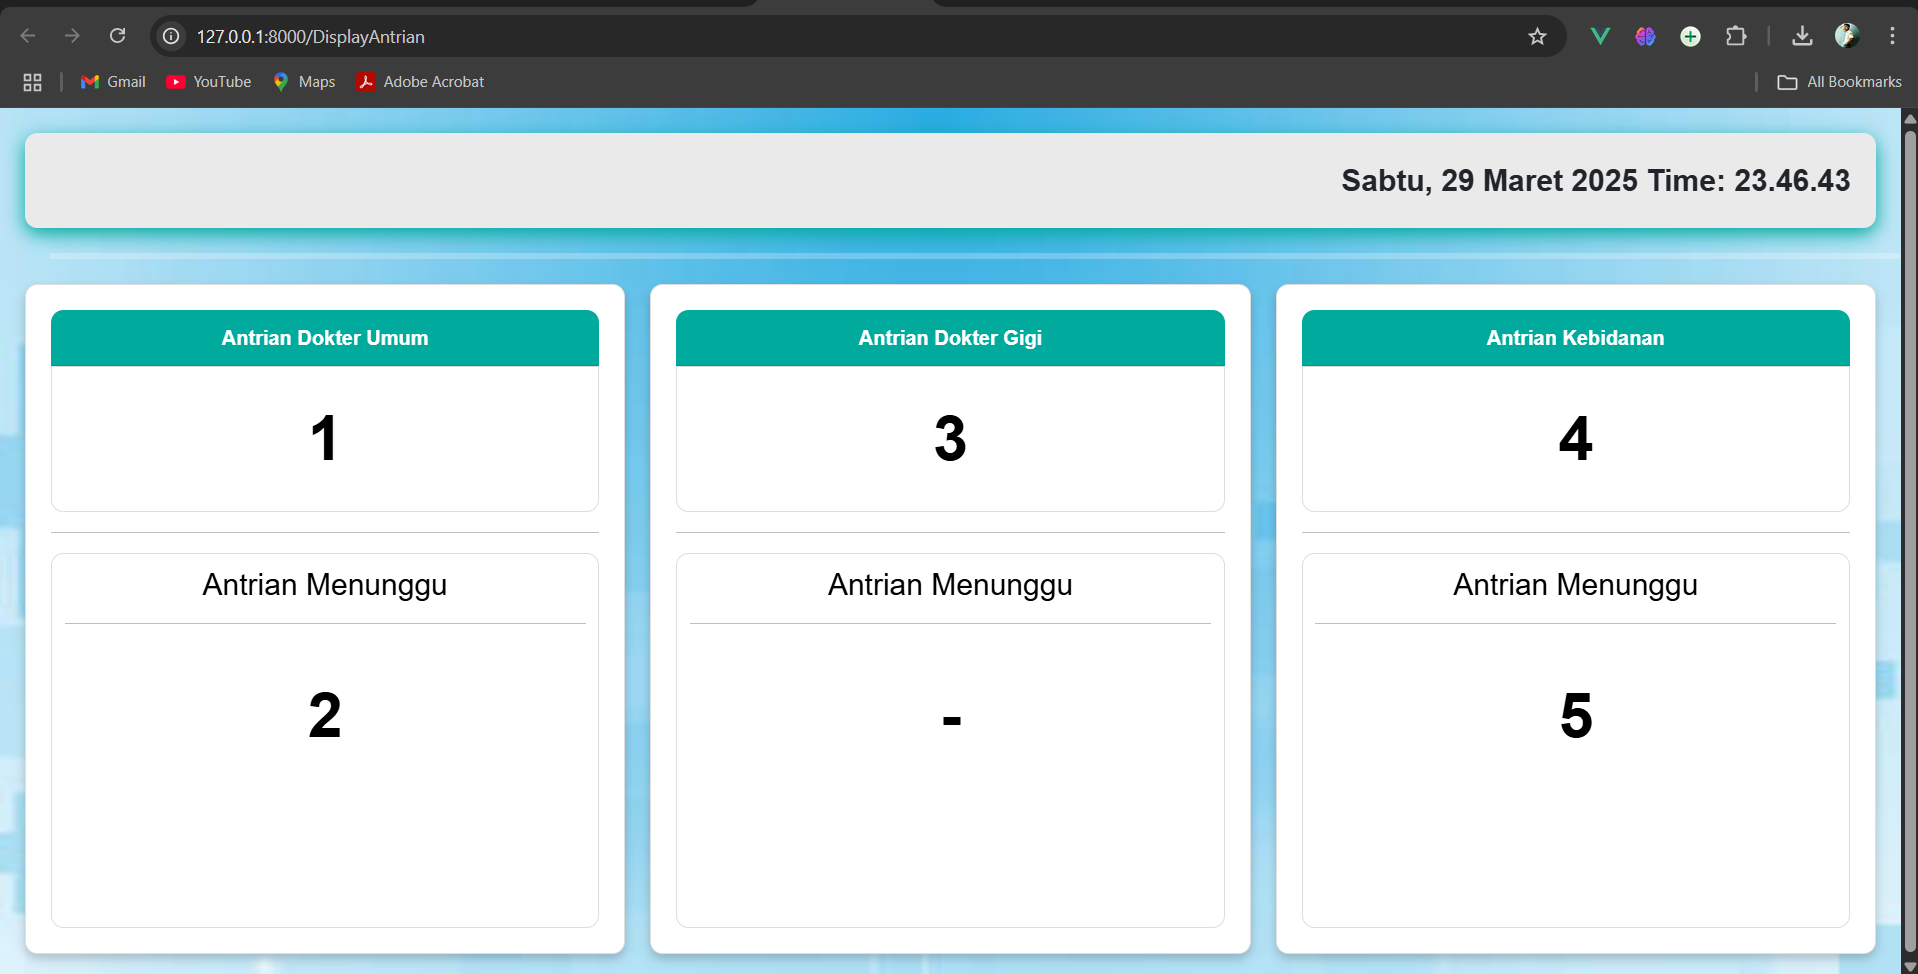 127.0.0.1:8000/DisplayAntrian
Gmail YouTube Maps Adobe Acrobat All Bookmarks
Sabtu, 29 Maret 2025 Time: 23.46.43
Antrian Dokter Umum
1
Antrian Menunggu
2
Antrian Dokter Gigi
3
Antrian Menunggu
-
Antrian Kebidanan
4
Antrian Menunggu
5